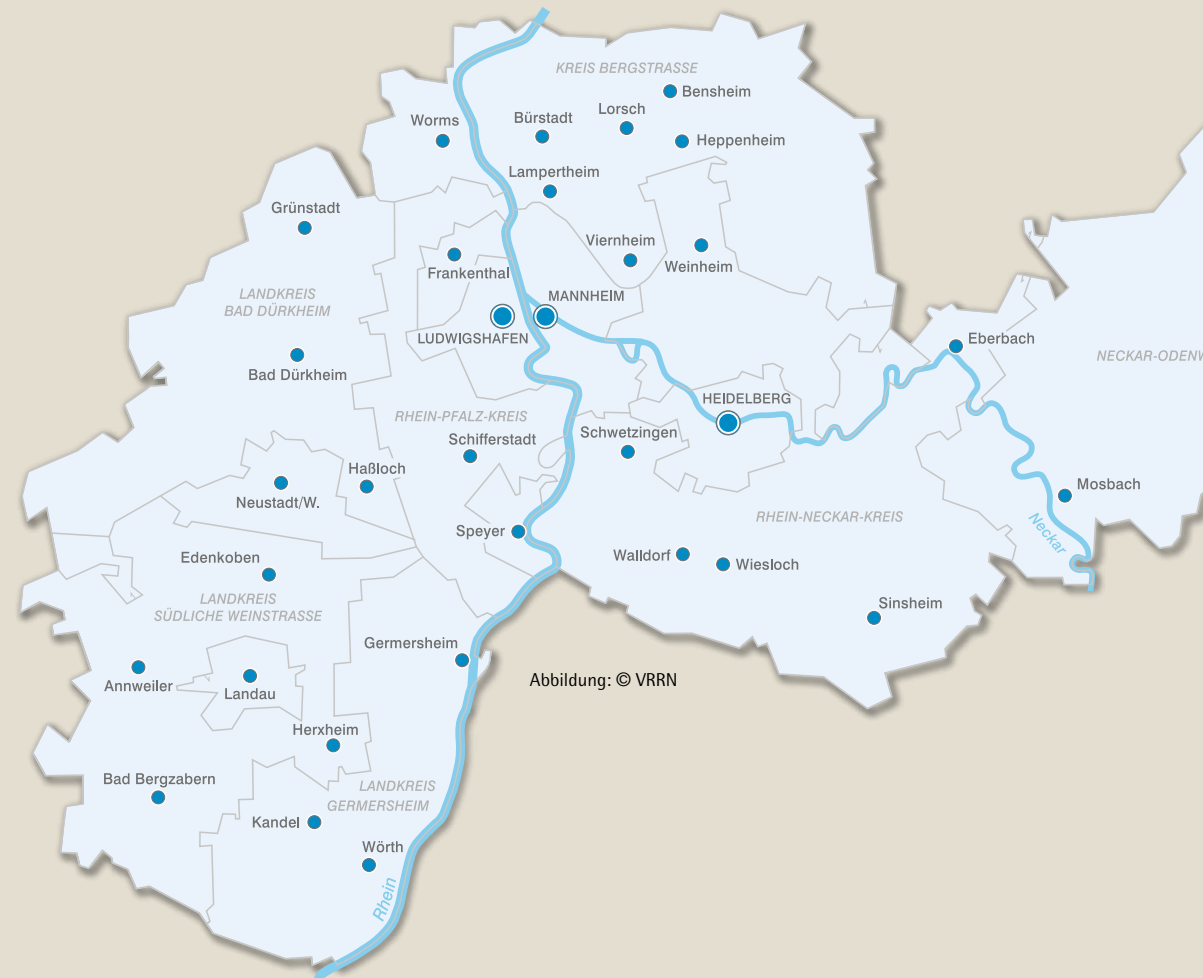 KREIS BERGSTRASSE
Bensheim
Lorsch
Bürstadt
Worms
Heppenheim
Lampertheim
Grünstadt
Viernheim
Weinheim
Frankenthal
LANDKREIS
BAD DÜRKHEIM
MANNHEIM
LUDWIGSHAFEN
Eberbach
NECKAR-ODENW
Bad Dürkheim
HEIDELBERG
RHEIN-PFALZ-KREIS
Schifferstadt
Schwetzingen
Haßloch
Neustadt/W.
Mosbach
RHEIN-NECKAR-KREIS
Speyer
Neckar
Edenkoben
Walldorf
Wiesloch
LANDKREIS
SÜDLICHE WEINSTRASSE
Sinsheim
Germersheim
Abbildung: © VRRN
Annweiler
Landau
Herxheim
Bad Bergzabern
LANDKREIS
GERMERSHEIM
Kandel
Wörth
Rhein